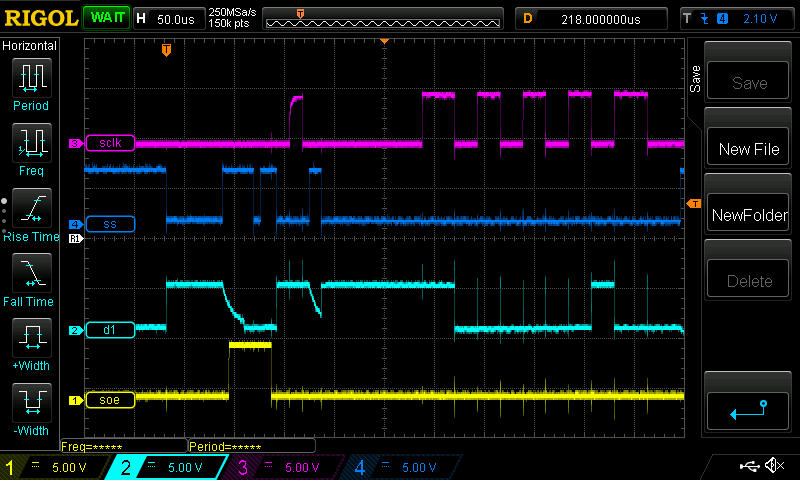 RIGOL WAIT H 50.0us 250MSa/s 150k pts T D 218.000000us T 4 2.10 V
Horizontal
Period
Freq
Rise Time
Fall Time
+Width
-Width
T
3 sclk
4 ss
R1
2 d1
1 soe
T
Save
Save
New File
NewFolder
Delete
Freq=***** Period=*****
1 5.00 V 2 5.00 V 3 5.00 V 4 5.00 V